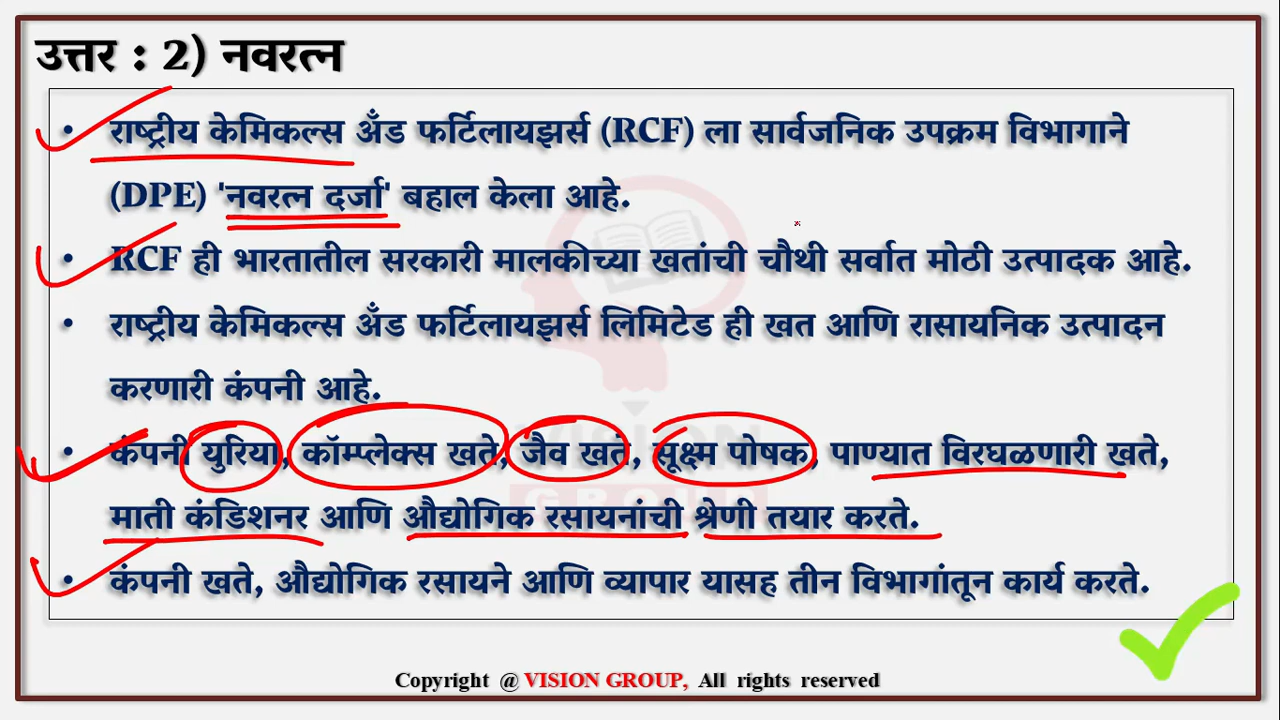 उत्तर : 2) नवरत्न
• राष्ट्रीय केमिकल्स अँड फर्टिलायझर्स (RCF) ला सार्वजनिक उपक्रम विभागाने
(DPE) 'नवरत्न दर्जा' बहाल केला आहे.
• RCF ही भारतातील सरकारी मालकीच्या खतांची चौथी सर्वात मोठी उत्पादक आहे.
• राष्ट्रीय केमिकल्स अँड फर्टिलायझर्स लिमिटेड ही खत आणि रासायनिक उत्पादन
करणारी कंपनी आहे.
• कंपनी युरिया, कॉम्प्लेक्स खते, जैव खते, सूक्ष्म पोषक, पाण्यात विरघळणारी खते,
माती कंडिशनर आणि औद्योगिक रसायनांची श्रेणी तयार करते.
• कंपनी खते, औद्योगिक रसायने आणि व्यापार यासह तीन विभागांतून कार्य करते.
VISION
GROUP
Copyright @ VISION GROUP, All rights reserved